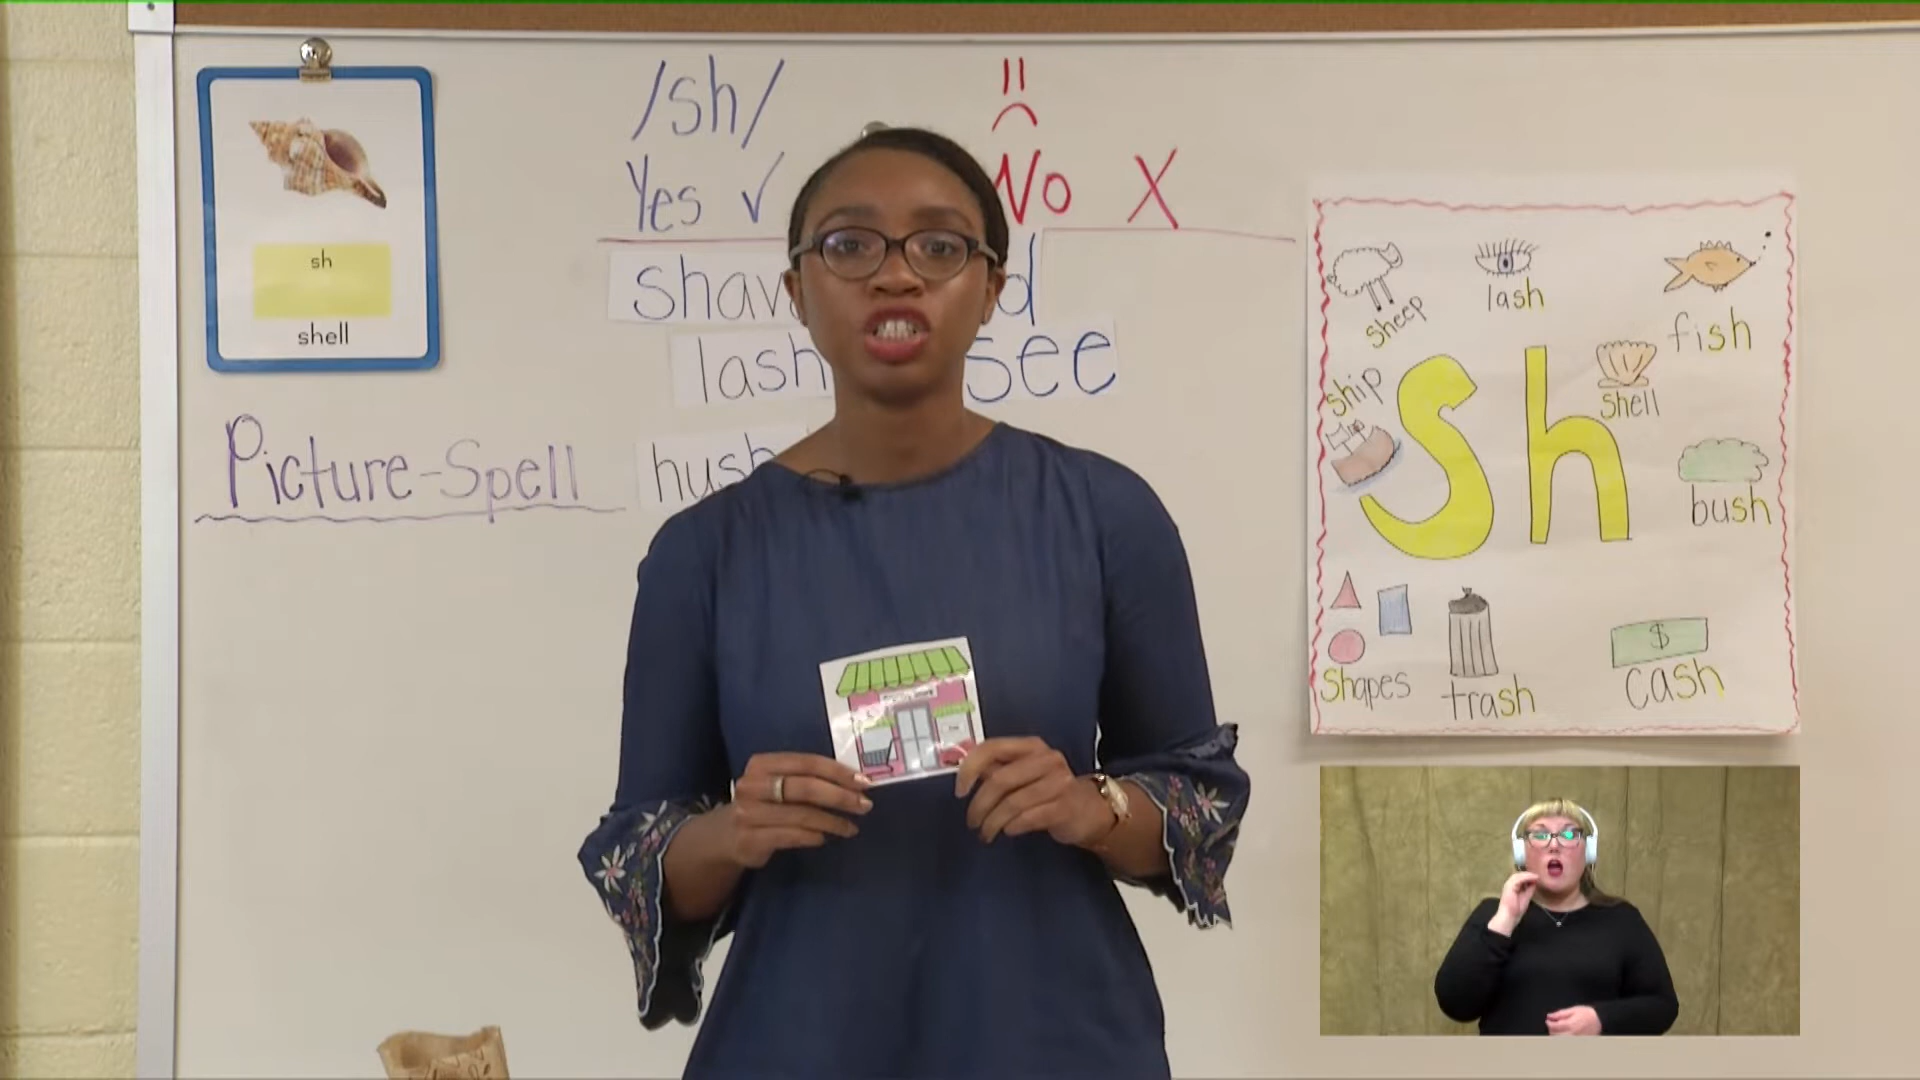 sh
shell
/sh/
Yes ✓
No X
lash
see
hush
Picture-Spell
sheep
lash
fish
ship
shell
sh
bush
shapes
trash
cash
$